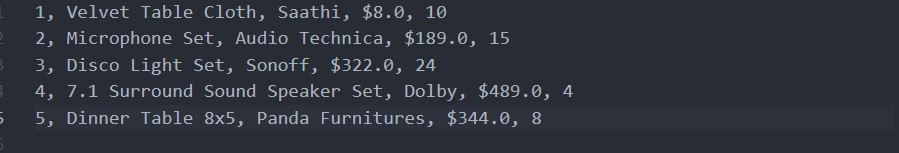 1, Velvet Table Cloth, Saathi, $8.0, 10
2, Microphone Set, Audio Technica, $189.0, 15
3, Disco Light Set, Sonoff, $322.0, 24
4, 7.1 Surround Sound Speaker Set, Dolby, $489.0, 4
5, Dinner Table 8x5, Panda Furnitures, $344.0, 8